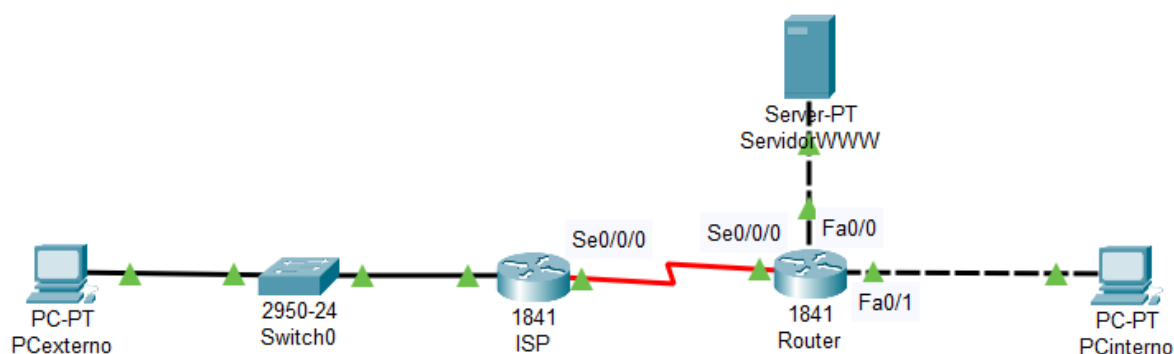 Server-PT
ServidorWWW
Se0/0/0
Se0/0/0
Fa0/0
Fa0/1
PC-PT
PCexterno
2950-24
Switch0
1841
ISP
1841
Router
PC-PT
PCinterno